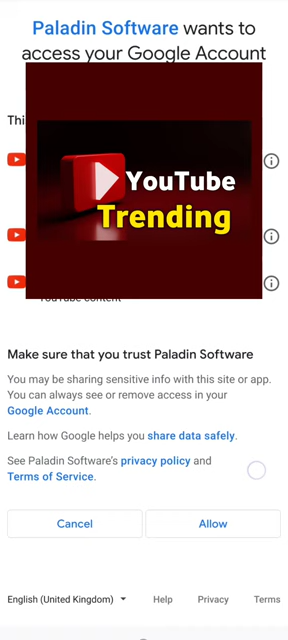 Paladin Software wants to
access your Google Account
Thi
YouTube
Trending
YouTube content
Make sure that you trust Paladin Software
You may be sharing sensitive info with this site or app.
You can always see or remove access in your
Google Account.
Learn how Google helps you share data safely.
See Paladin Software's privacy policy and
Terms of Service.
Cancel
Allow
English (United Kingdom)
Help
Privacy
Terms